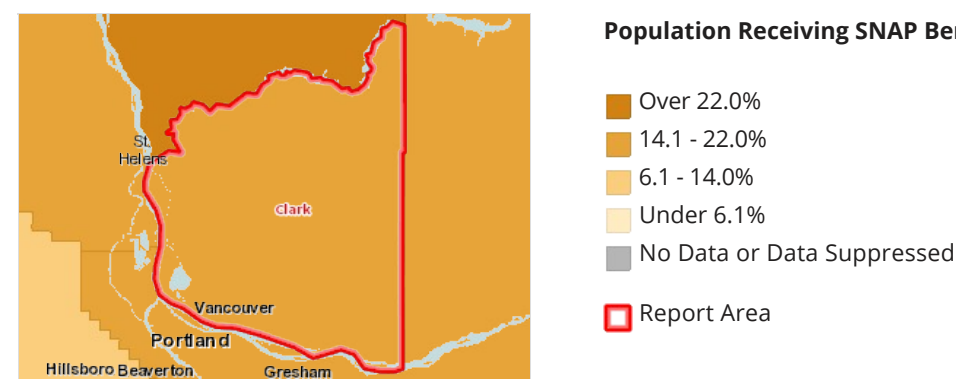 Population Receiving SNAP
Over 22.0%
14.1 - 22.0%
6.1 - 14.0%
Under 6.1%
No Data or Data Suppressed
Report Area
St.
Helens
Clark
Vancouver
Portland
Hillsboro Beaverton
Gresham